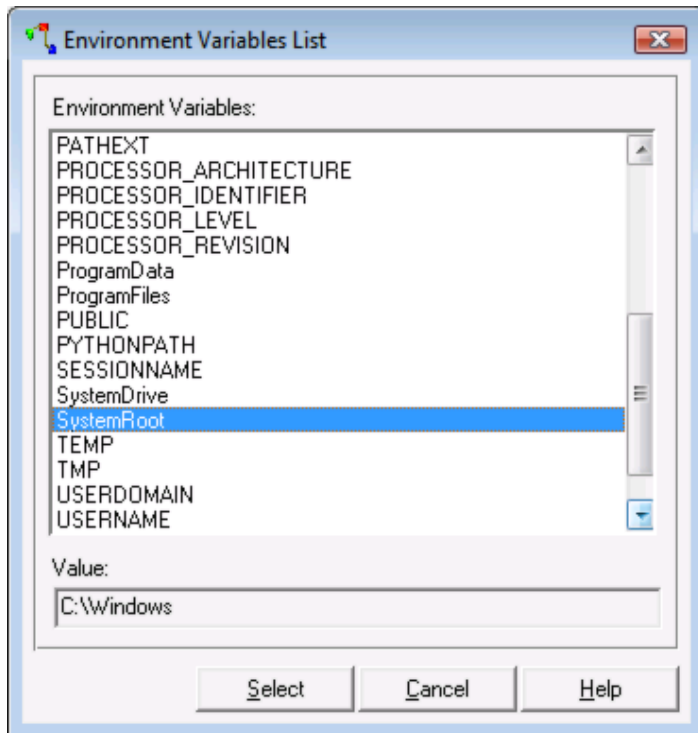 Environment Variables List
Environment Variables:
PATHEXT
PROCESSOR_ARCHITECTURE
PROCESSOR_IDENTIFIER
PROCESSOR_LEVEL
PROCESSOR_REVISION
ProgramData
ProgramFiles
PUBLIC
PYTHONPATH
SESSIONNAME
SystemDrive
SystemRoot
TEMP
TMP
USERDOMAIN
USERNAME
Value:
C:\Windows
Select Cancel Help